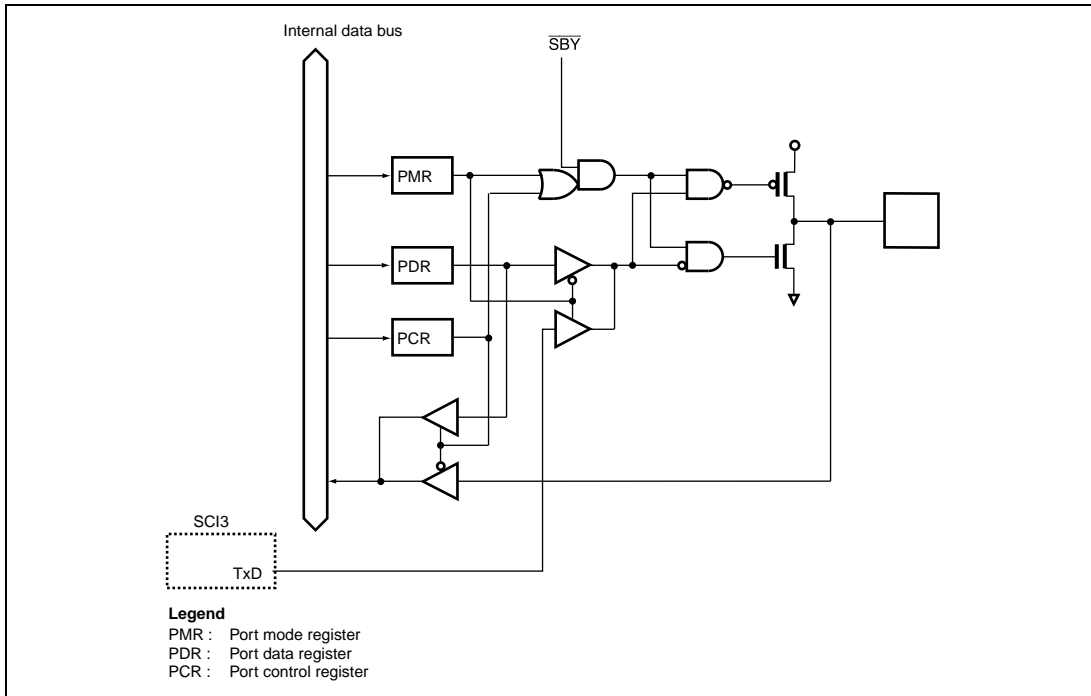 Internal data bus
SBY
PMR
PDR
PCR
SCI3
TxD
Legend
PMR : Port mode register
PDR : Port data register
PCR : Port control register